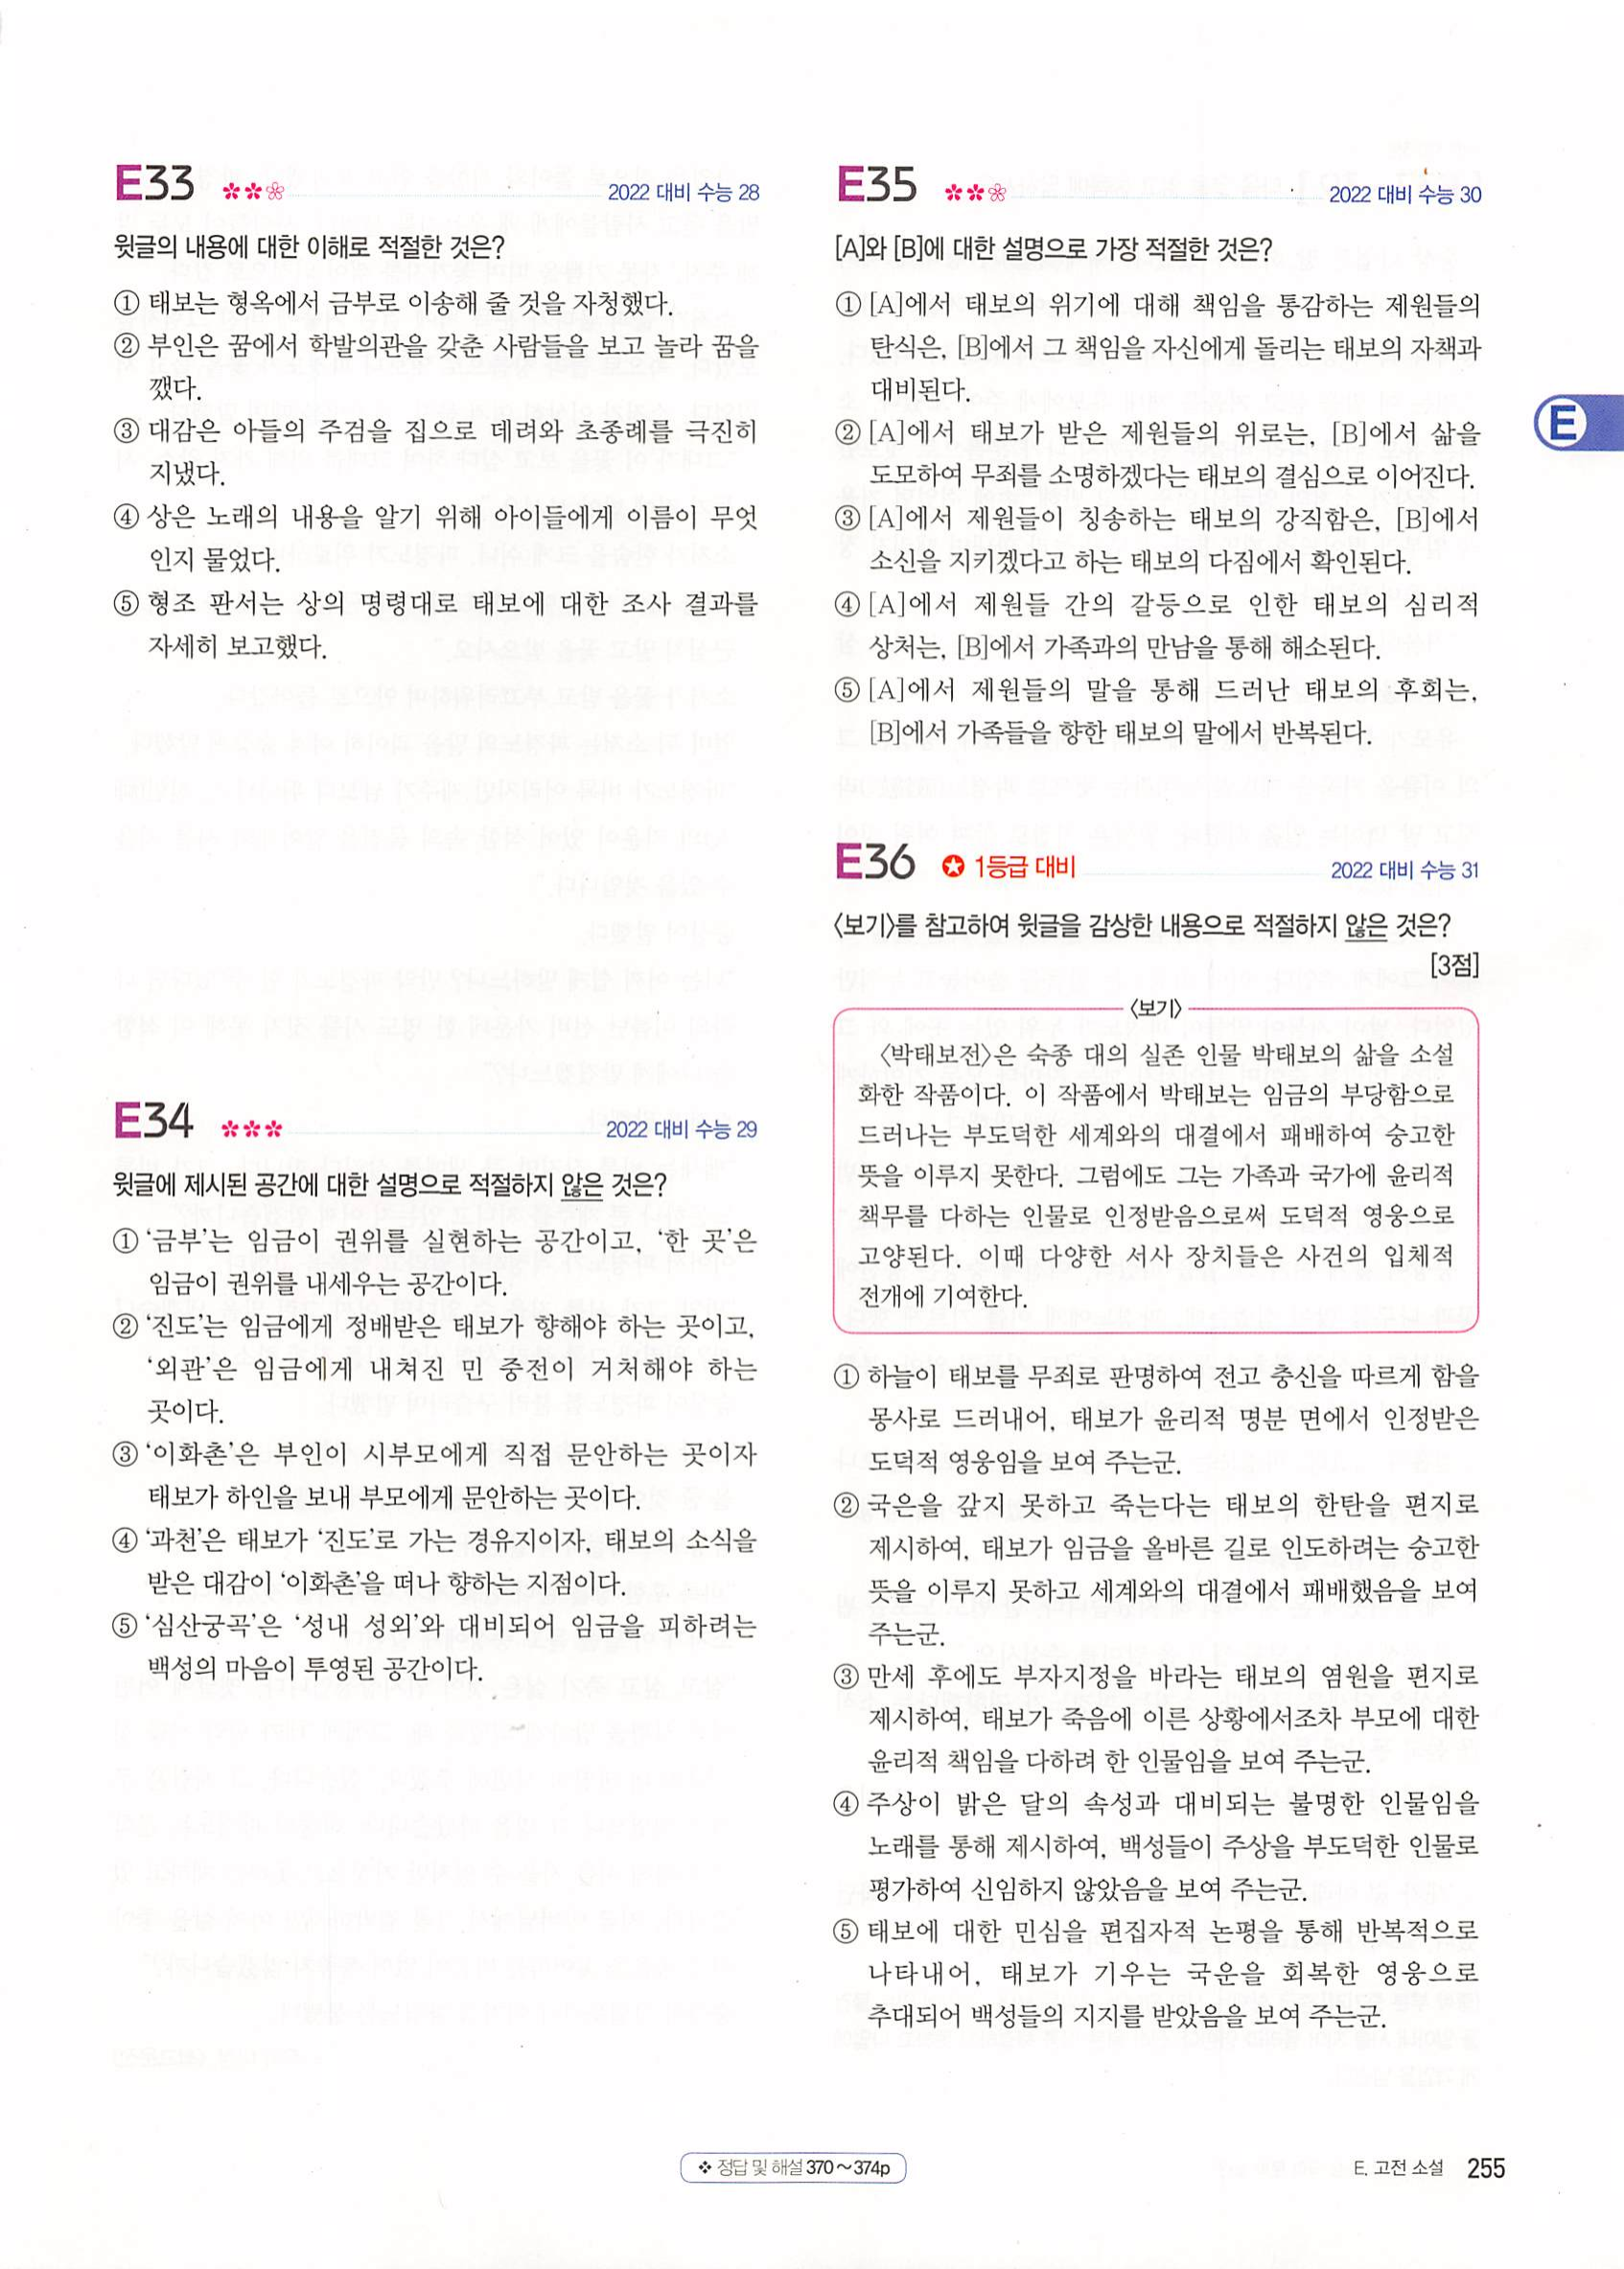 E33 ✿✿❀ 2022 대비 수능 28
윗글의 내용에 대한 이해로 적절한 것은?
① 태보는 형옥에서 금부로 이송해 줄 것을 자청했다.
② 부인은 꿈에서 학발의관을 갖춘 사람들을 보고 놀라 꿈을
깼다.
③ 대감은 아들의 주검을 집으로 데려와 초종례를 극진히
지냈다.
④ 상은 노래의 내용을 알기 위해 아이들에게 이름이 무엇
인지 물었다.
⑤ 형조 판서는 상의 명령대로 태보에 대한 조사 결과를
자세히 보고했다.
E34 ✿✿✿ 2022 대비 수능 29
윗글에 제시된 공간에 대한 설명으로 적절하지 않은 것은?
① ‘금부’는 임금이 권위를 실현하는 공간이고, ‘한 곳’은
임금이 권위를 내세우는 공간이다.
② ‘진도’는 임금에게 정배받은 태보가 향해야 하는 곳이고,
‘외관’은 임금에게 내쳐진 민 중전이 거처해야 하는
곳이다.
③ ‘이화촌’은 부인이 시부모에게 직접 문안하는 곳이자
태보가 하인을 보내 부모에게 문안하는 곳이다.
④ ‘과천’은 태보가 ‘진도’로 가는 경유지이자, 태보의 소식을
받은 대감이 ‘이화촌’을 떠나 향하는 지점이다.
⑤ ‘심산궁곡’은 ‘성내 성외’와 대비되어 임금을 피하려는
백성의 마음이 투영된 공간이다.
E35 ✿✿❀ 2022 대비 수능 30
[A]와 [B]에 대한 설명으로 가장 적절한 것은?
① [A]에서 태보의 위기에 대해 책임을 통감하는 제원들의
탄식은, [B]에서 그 책임을 자신에게 돌리는 태보의 자책과
대비된다.
② [A]에서 태보가 받은 제원들의 위로는, [B]에서 삶을
도모하여 무죄를 소명하겠다는 태보의 결심으로 이어진다.
③ [A]에서 제원들이 칭송하는 태보의 강직함은, [B]에서
소신을 지키겠다고 하는 태보의 다짐에서 확인된다.
④ [A]에서 제원들 간의 갈등으로 인한 태보의 심리적
상처는, [B]에서 가족과의 만남을 통해 해소된다.
⑤ [A]에서 제원들의 말을 통해 드러난 태보의 후회는,
[B]에서 가족들을 향한 태보의 말에서 반복된다.
E36 ✪ 1등급 대비 2022 대비 수능 31
〈보기〉를 참고하여 윗글을 감상한 내용으로 적절하지 않은 것은?
[3점]
〈보기〉
〈박태보전〉은 숙종 대의 실존 인물 박태보의 삶을 소설
화한 작품이다. 이 작품에서 박태보는 임금의 부당함으로
드러나는 부도덕한 세계와의 대결에서 패배하여 숭고한
뜻을 이루지 못한다. 그럼에도 그는 가족과 국가에 윤리적
책무를 다하는 인물로 인정받음으로써 도덕적 영웅으로
고양된다. 이때 다양한 서사 장치들은 사건의 입체적
전개에 기여한다.
① 하늘이 태보를 무죄로 판명하여 전고 충신을 따르게 함을
몽사로 드러내어, 태보가 윤리적 명분 면에서 인정받은
도덕적 영웅임을 보여 주는군.
② 국은을 갚지 못하고 죽는다는 태보의 한탄을 편지로
제시하여, 태보가 임금을 올바른 길로 인도하려는 숭고한
뜻을 이루지 못하고 세계와의 대결에서 패배했음을 보여
주는군.
③ 만세 후에도 부자지정을 바라는 태보의 염원을 편지로
제시하여, 태보가 죽음에 이른 상황에서조차 부모에 대한
윤리적 책임을 다하려 한 인물임을 보여 주는군.
④ 주상이 밝은 달의 속성과 대비되는 불명한 인물임을
노래를 통해 제시하여, 백성들이 주상을 부도덕한 인물로
평가하여 신임하지 않았음을 보여 주는군.
⑤ 태보에 대한 민심을 편집자적 논평을 통해 반복적으로
나타내어, 태보가 기우는 국운을 회복한 영웅으로
추대되어 백성들의 지지를 받았음을 보여 주는군.
E
❖ 정답 및 해설 370~374p
E. 고전 소설 255